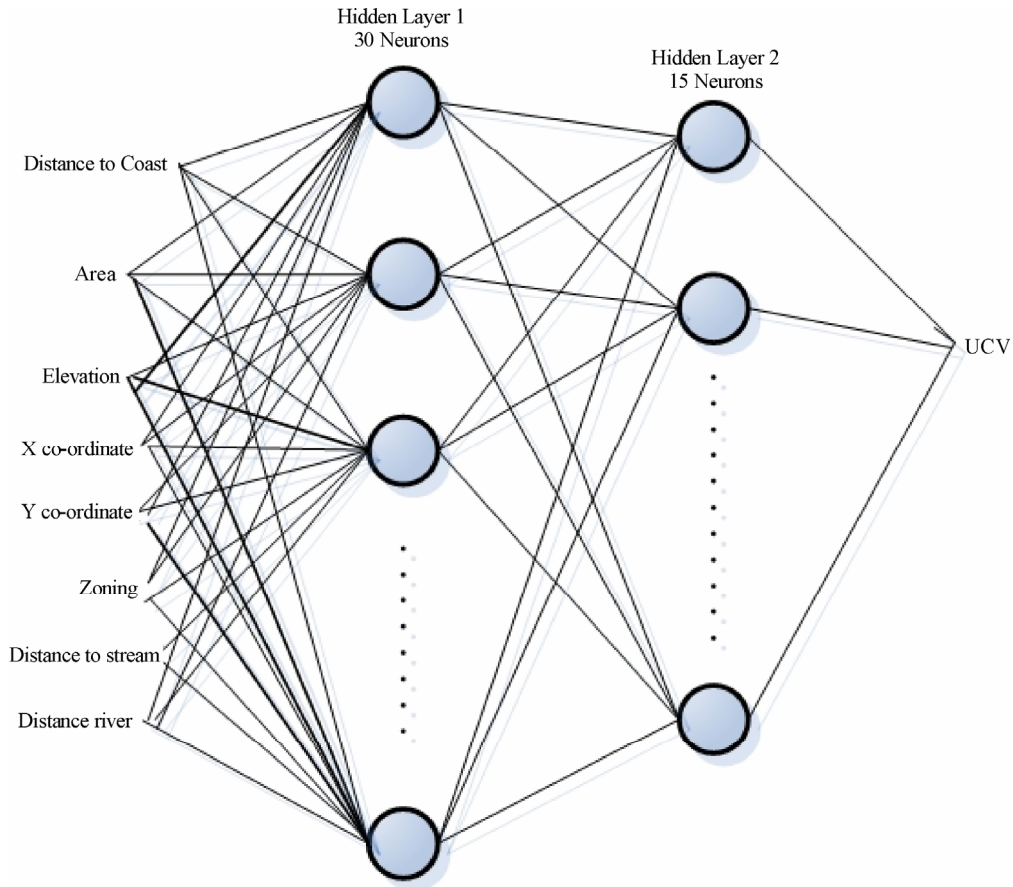 Hidden Layer 1
30 Neurons
Hidden Layer 2
15 Neurons
Distance to Coast
Area
Elevation
X co-ordinate
Y co-ordinate
Zoning
Distance to stream
Distance river
UCV